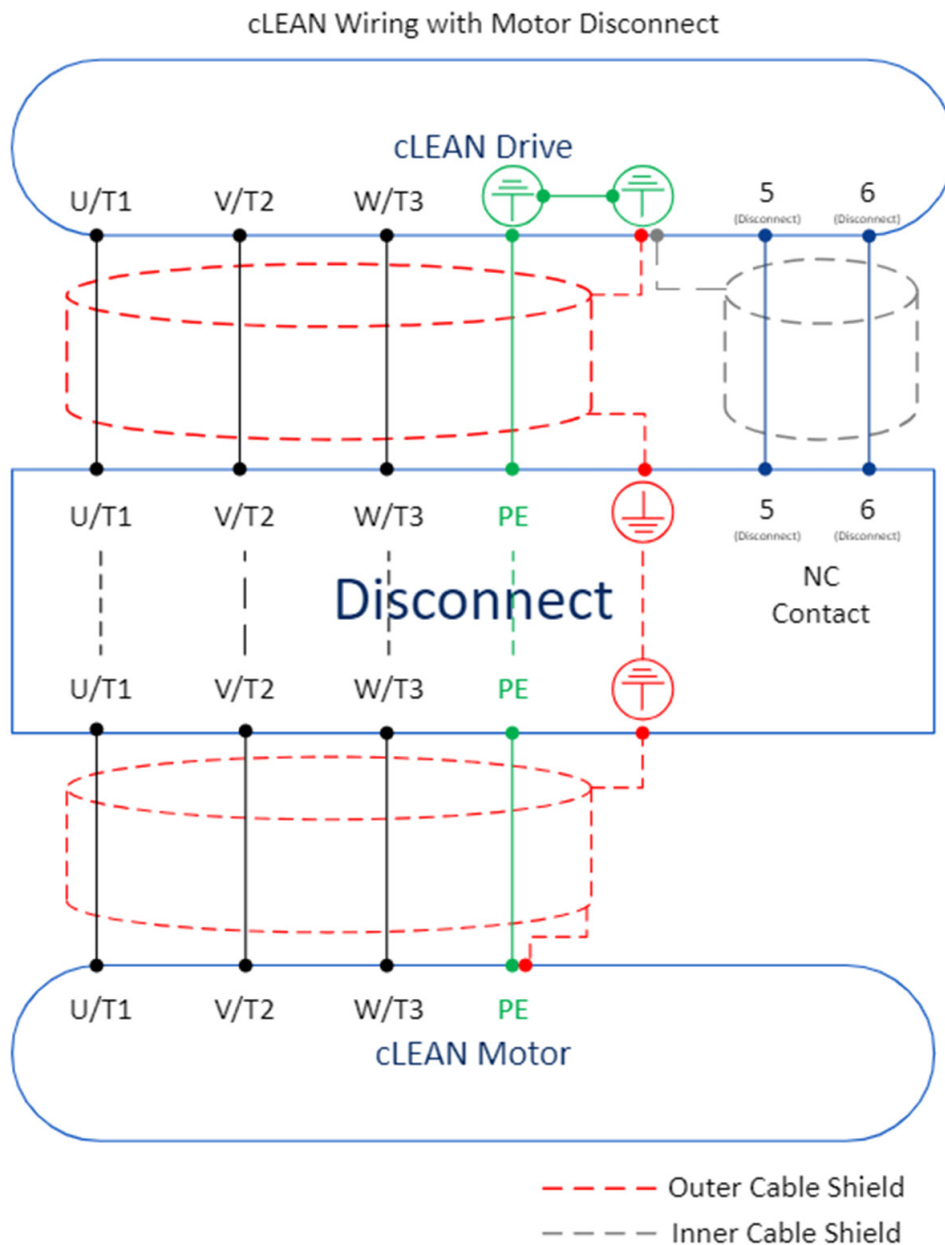 cLEAN Wiring with Motor Disconnect
cLEAN Drive
U/T1 V/T2 W/T3 5 6
(Disconnect) (Disconnect)
U/T1 V/T2 W/T3 PE 5 6
(Disconnect) (Disconnect)
NC
Contact
Disconnect
U/T1 V/T2 W/T3 PE
U/T1 V/T2 W/T3 PE
cLEAN Motor
Outer Cable Shield
Inner Cable Shield